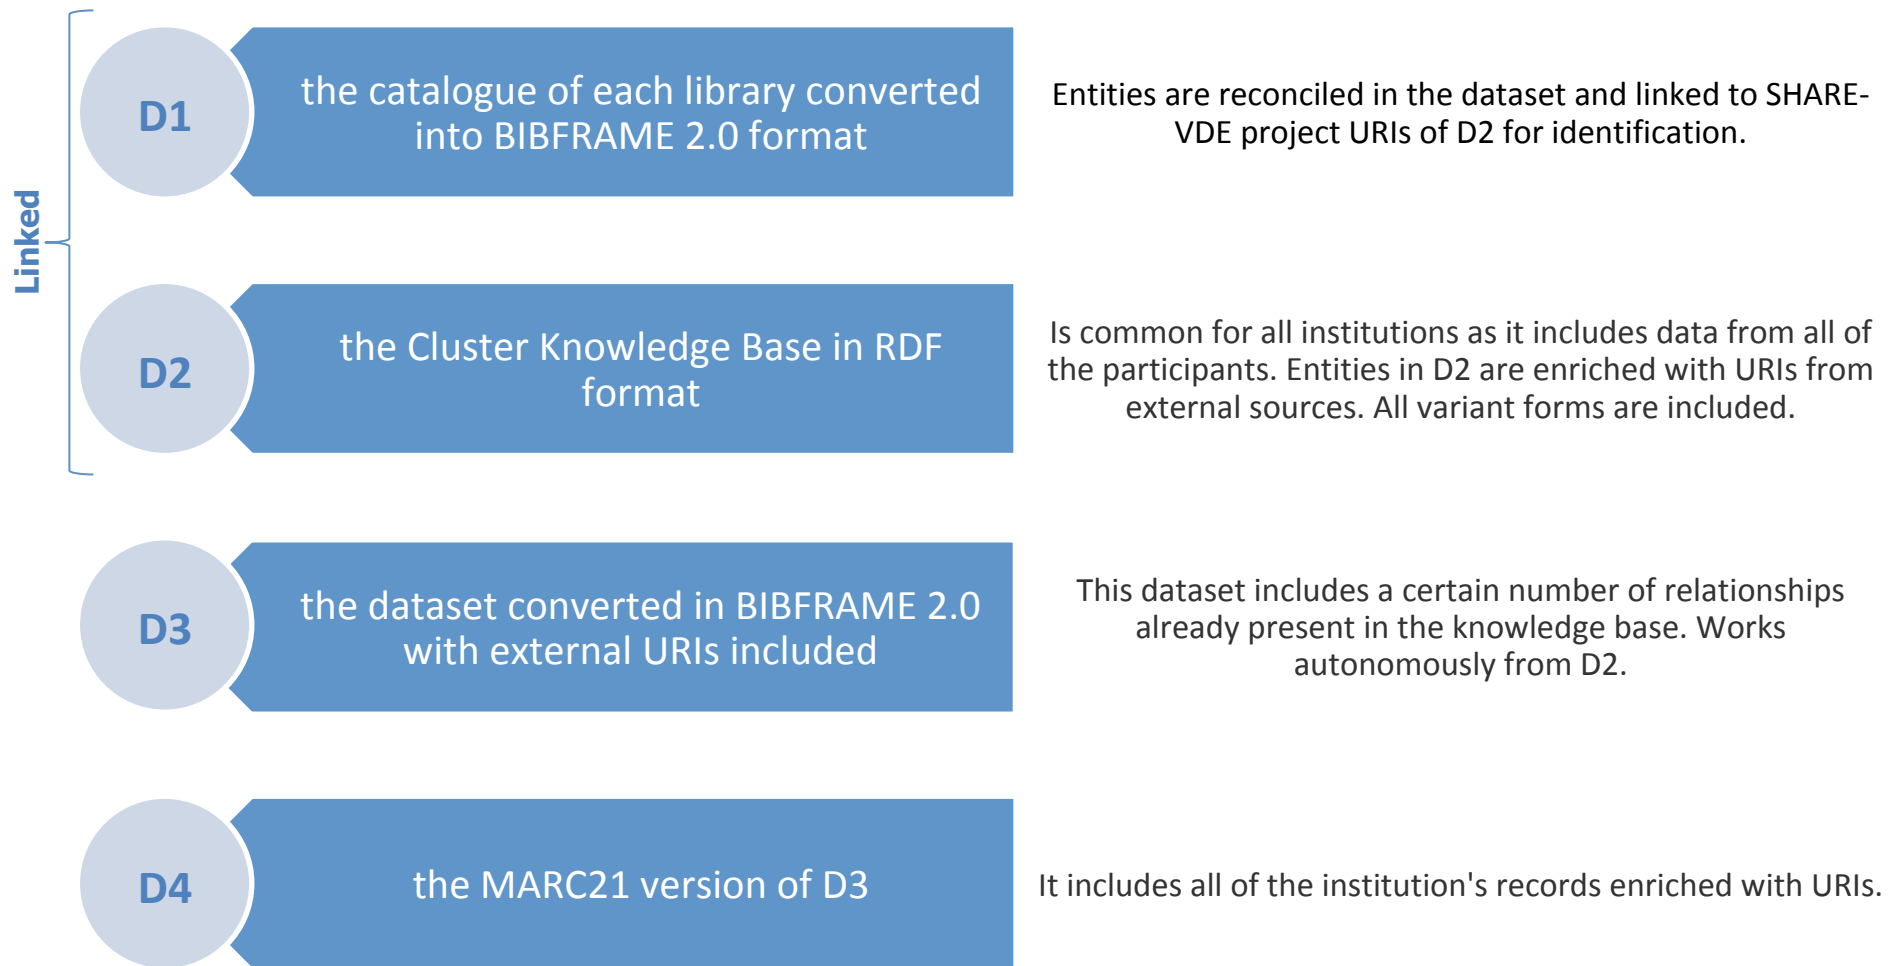 Linked
D1
the catalogue of each library converted
into BIBFRAME 2.0 format
Entities are reconciled in the dataset and linked to SHARE-
VDE project URIs of D2 for identification.
D2
the Cluster Knowledge Base in RDF
format
Is common for all institutions as it includes data from all of
the participants. Entities in D2 are enriched with URIs from
external sources. All variant forms are included.
D3
the dataset converted in BIBFRAME 2.0
with external URIs included
This dataset includes a certain number of relationships
already present in the knowledge base. Works
autonomously from D2.
D4
the MARC21 version of D3
It includes all of the institution's records enriched with URIs.